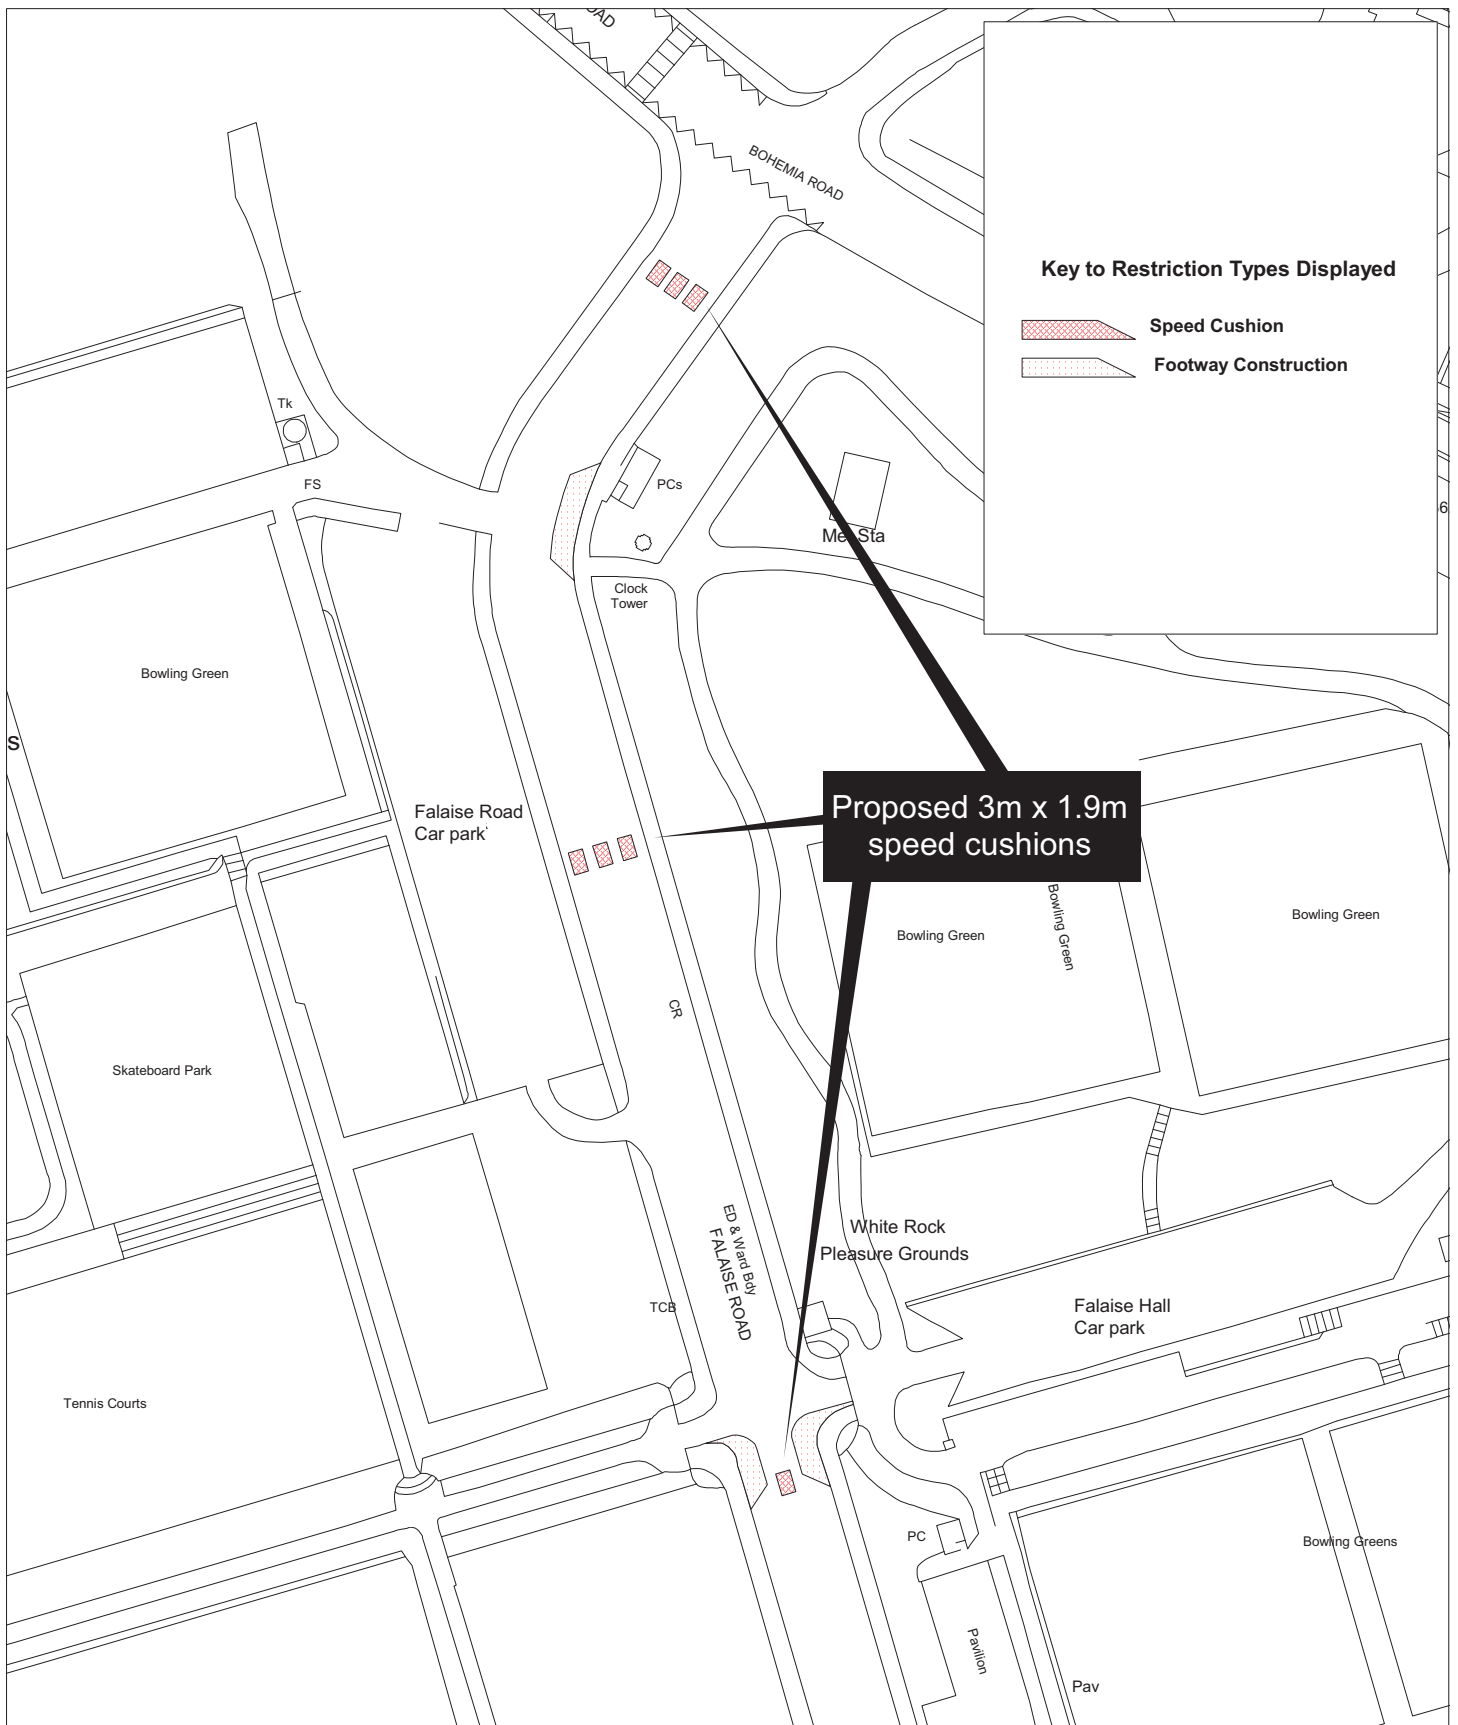 OAD
BOHEMIA ROAD
Key to Restriction Types Displayed
Speed Cushion
Footway Construction
Tk
FS
PCs
Met Sta
Clock
Tower
Bowling Green
S
Falaise Road
Car park
Proposed 3m x 1.9m
speed cushions
Bowling Green
Bowling Green
Bowling Green
CR
Skateboard Park
ED & Ward Bdy
FALAISE ROAD
White Rock
Pleasure Grounds
TCB
Falaise Hall
Car park
Tennis Courts
PC
Bowling Greens
Pavilion
Pav